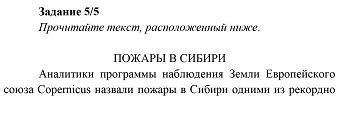 Задание 5/5
Прочитайте текст, расположенный ниже.
ПОЖАРЫ В СИБИРИ
Аналитики программы наблюдения Земли Европейского
союза Copernicus назвали пожары в Сибири одними из рекордно